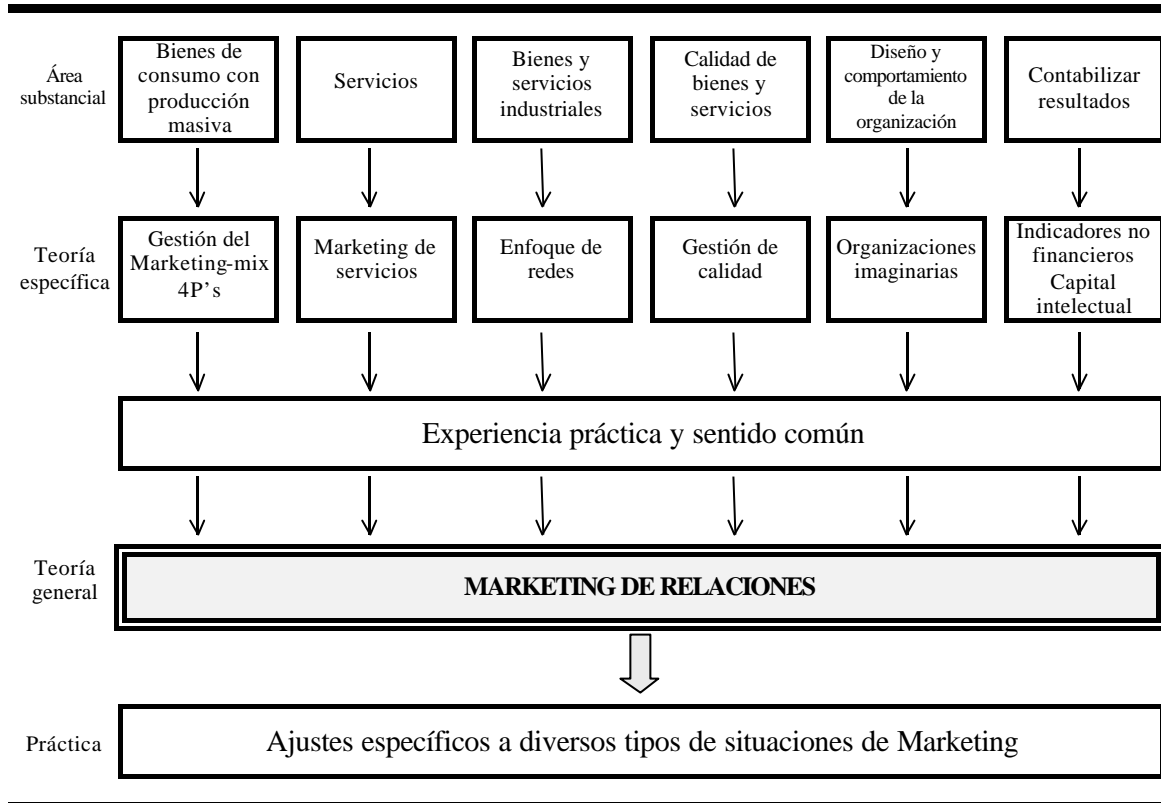 Área
substancial
Bienes de
consumo con
producción
masiva
Servicios
Bienes y
servicios
industriales
Calidad de
bienes y
servicios
Diseño y
comportamiento
de la
organización
Contabilizar
resultados
Teoría
específica
Gestión del
Marketing-mix
4P's
Marketing de
servicios
Enfoque de
redes
Gestión de
calidad
Organizaciones
imaginarias
Indicadores no
financieros
Capital
intelectual
Experiencia práctica y sentido común
Teoría
general
MARKETING DE RELACIONES
Práctica
Ajustes específicos a diversos tipos de situaciones de Marketing